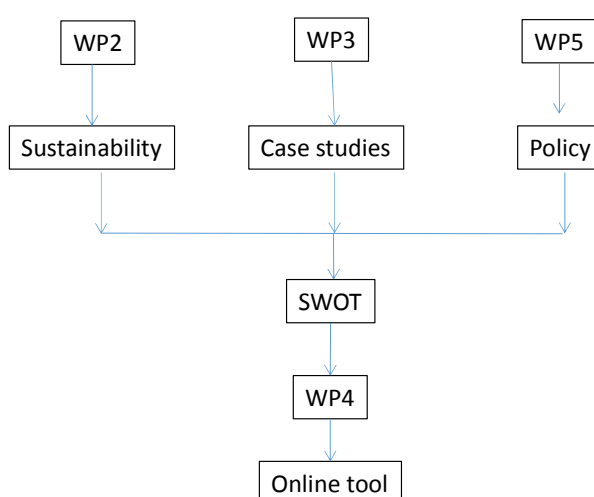 WP2
WP3
WP5
Sustainability
Case studies
Policy
SWOT
WP4
Online tool